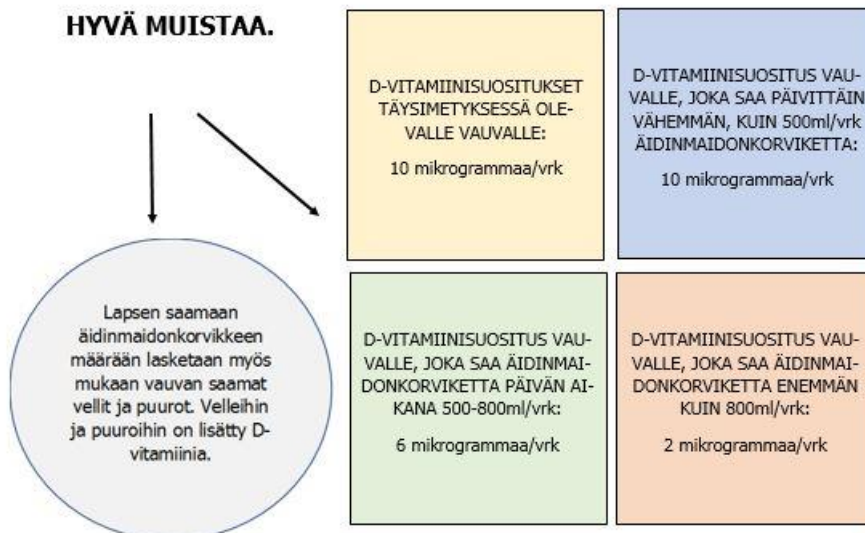 HYVÄ MUISTAA.
D-VITAMIINISUOSITUKSET
TÄYSIMETYKSESSÄ OLE-
VALLE VAUVALLE:
10 mikrogrammaa/vrk
D-VITAMIINISUOSITUS VAU-
VALLE, JOKA SAA PÄIVITTÄIN
VÄHEMMÄN, KUIN 500ml/vrk
ÄIDINMAIDONKORVIKETTA:
10 mikrogrammaa/vrk
Lapsen saamaan
äidinmaidonkorvikkeen
määrään lasketaan myös
mukaan vauvan saamat
vellit ja puurot. Velleihin
ja puuroihin on lisätty D-
vitamiinia.
D-VITAMIINISUOSITUS VAU-
VALLE, JOKA SAA ÄIDINMAI-
DONKORVIKETTA PÄIVÄN AI-
KANA 500-800ml/vrk:
6 mikrogrammaa/vrk
D-VITAMIINISUOSITUS VAU-
VALLE, JOKA SAA ÄIDINMAI-
DONKORVIKETTA ENEMMÄN
KUIN 800ml/vrk:
2 mikrogrammaa/vrk